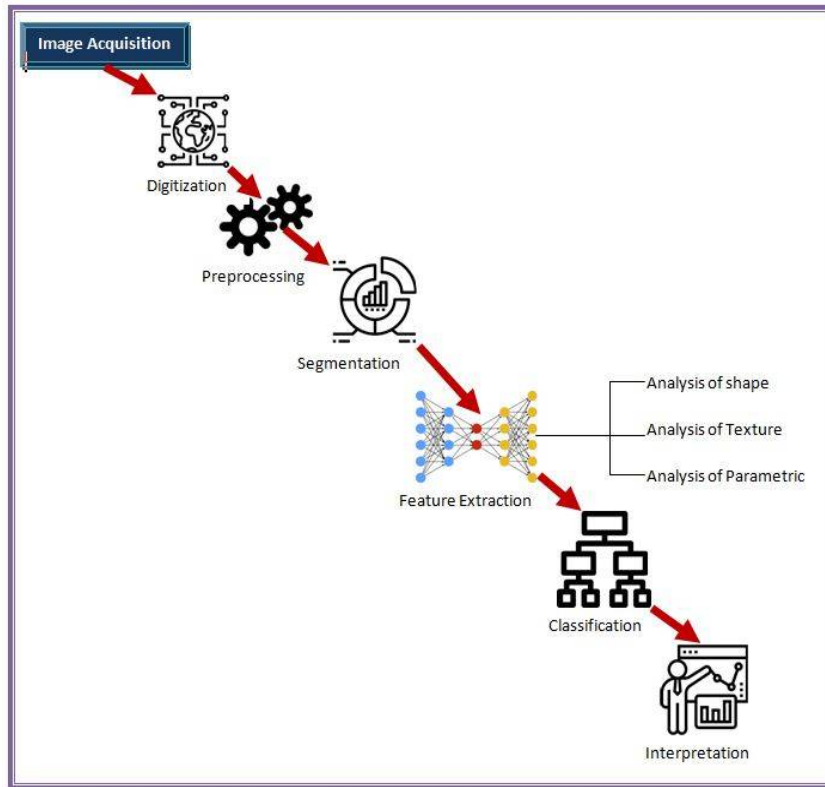 Image Acquisition
Digitization
Preprocessing
Segmentation
Analysis of shape
Analysis of Texture
Analysis of Parametric
Feature Extraction
Classification
Interpretation